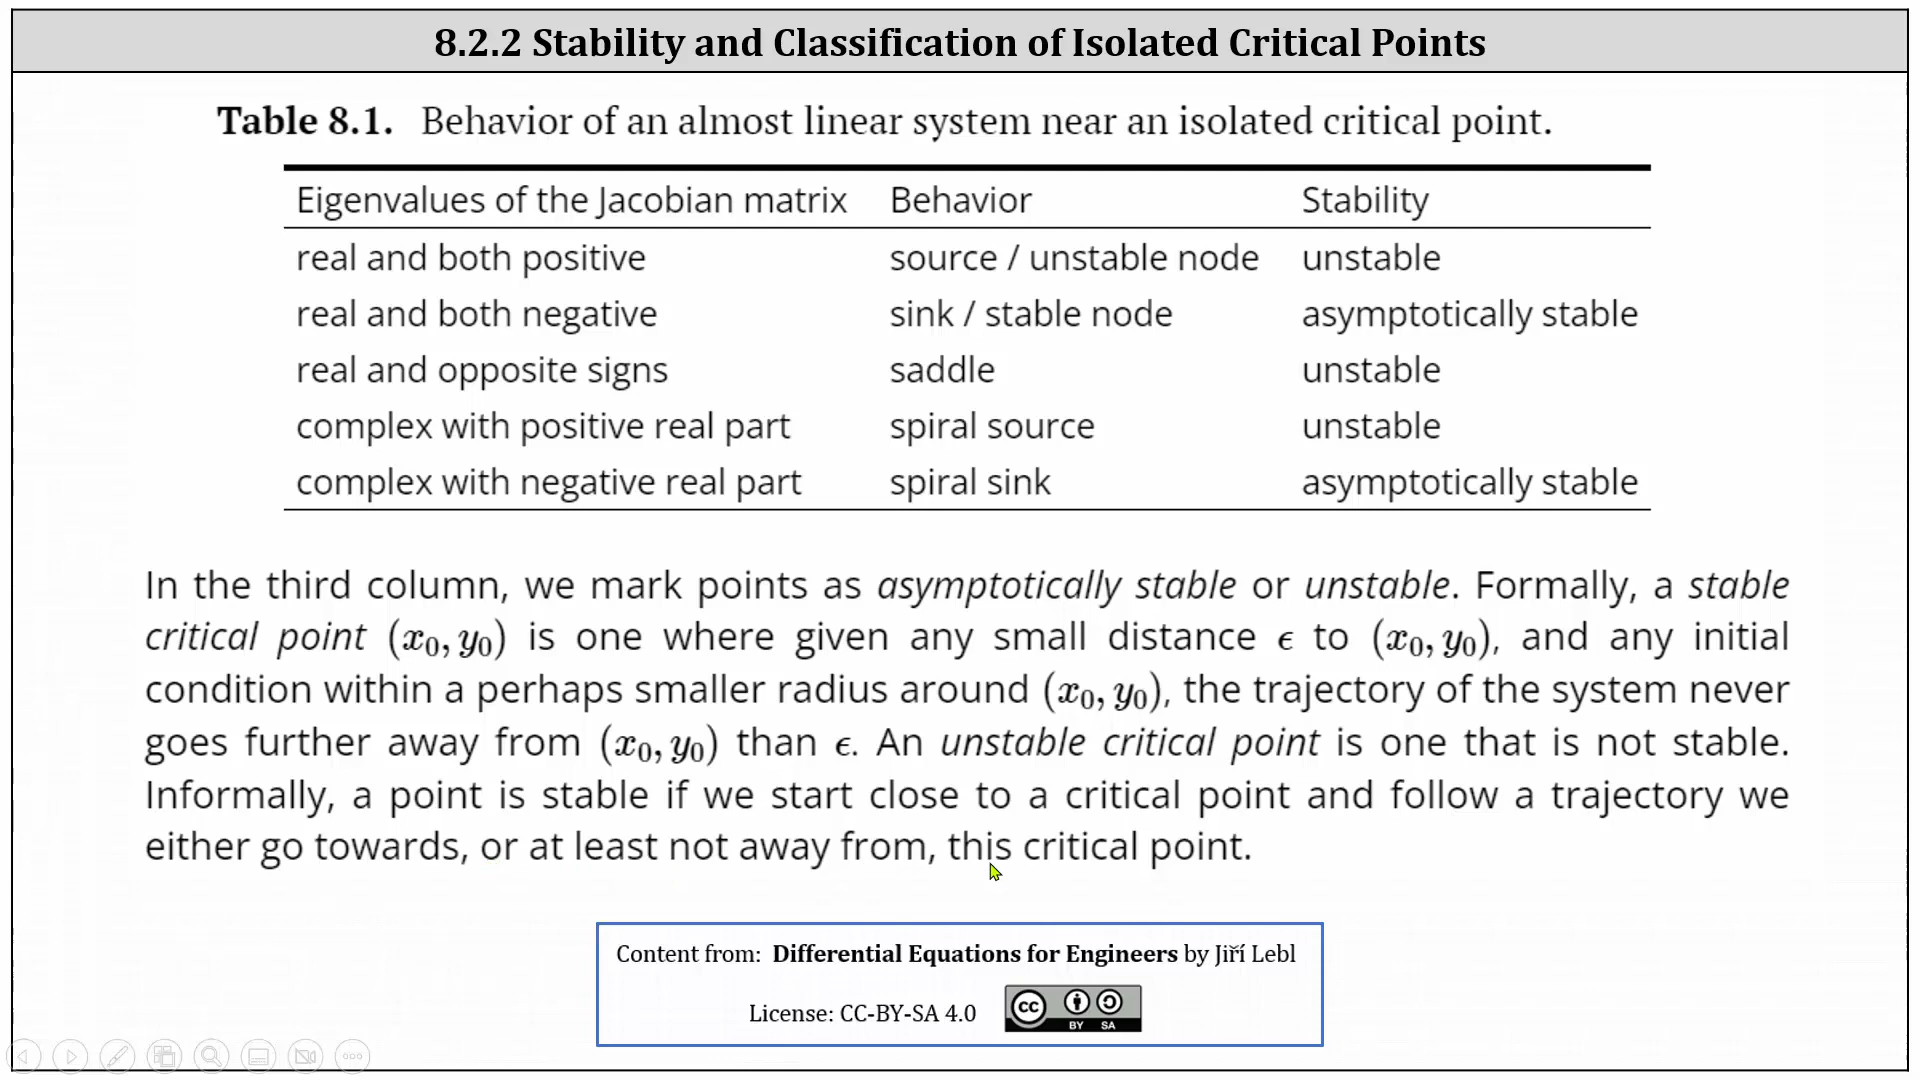 8.2.2 Stability and Classification of Isolated Critical Points
Table 8.1. Behavior of an almost linear system near an isolated critical point.
Eigenvalues of the Jacobian matrix Behavior Stability
real and both positive source / unstable node unstable
real and both negative sink / stable node asymptotically stable
real and opposite signs saddle unstable
complex with positive real part spiral source unstable
complex with negative real part spiral sink asymptotically stable
In the third column, we mark points as asymptotically stable or unstable. Formally, a stable
critical point (x₀, y₀) is one where given any small distance ϵ to (x₀, y₀), and any initial
condition within a perhaps smaller radius around (x₀, y₀), the trajectory of the system never
goes further away from (x₀, y₀) than ϵ. An unstable critical point is one that is not stable.
Informally, a point is stable if we start close to a critical point and follow a trajectory we
either go towards, or at least not away from, this critical point.
Content from: Differential Equations for Engineers by Jiří Lebl
License: CC-BY-SA 4.0
cc BY SA